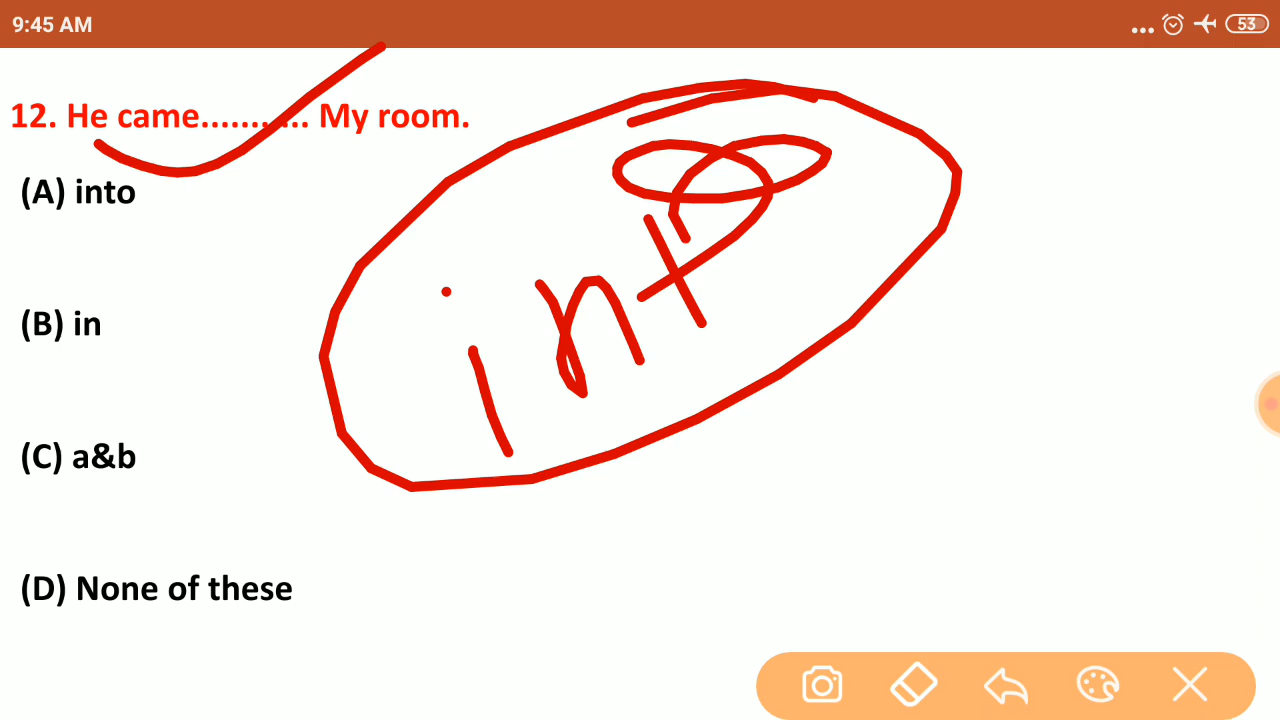 9:45 AM
53
12. He came........... My room.
(A) into
into
(B) in
(C) a&b
(D) None of these